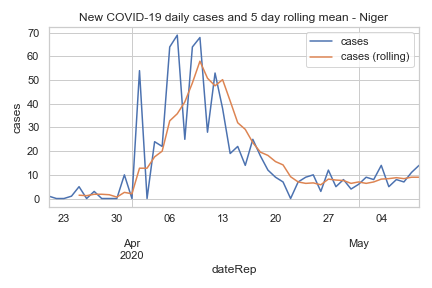 New COVID-19 daily cases and 5 day rolling mean - Niger
cases
cases (rolling)
70
60
50
40
30
20
10
0
cases
23 30 06 13 20 27 04
Apr May
2020
dateRep